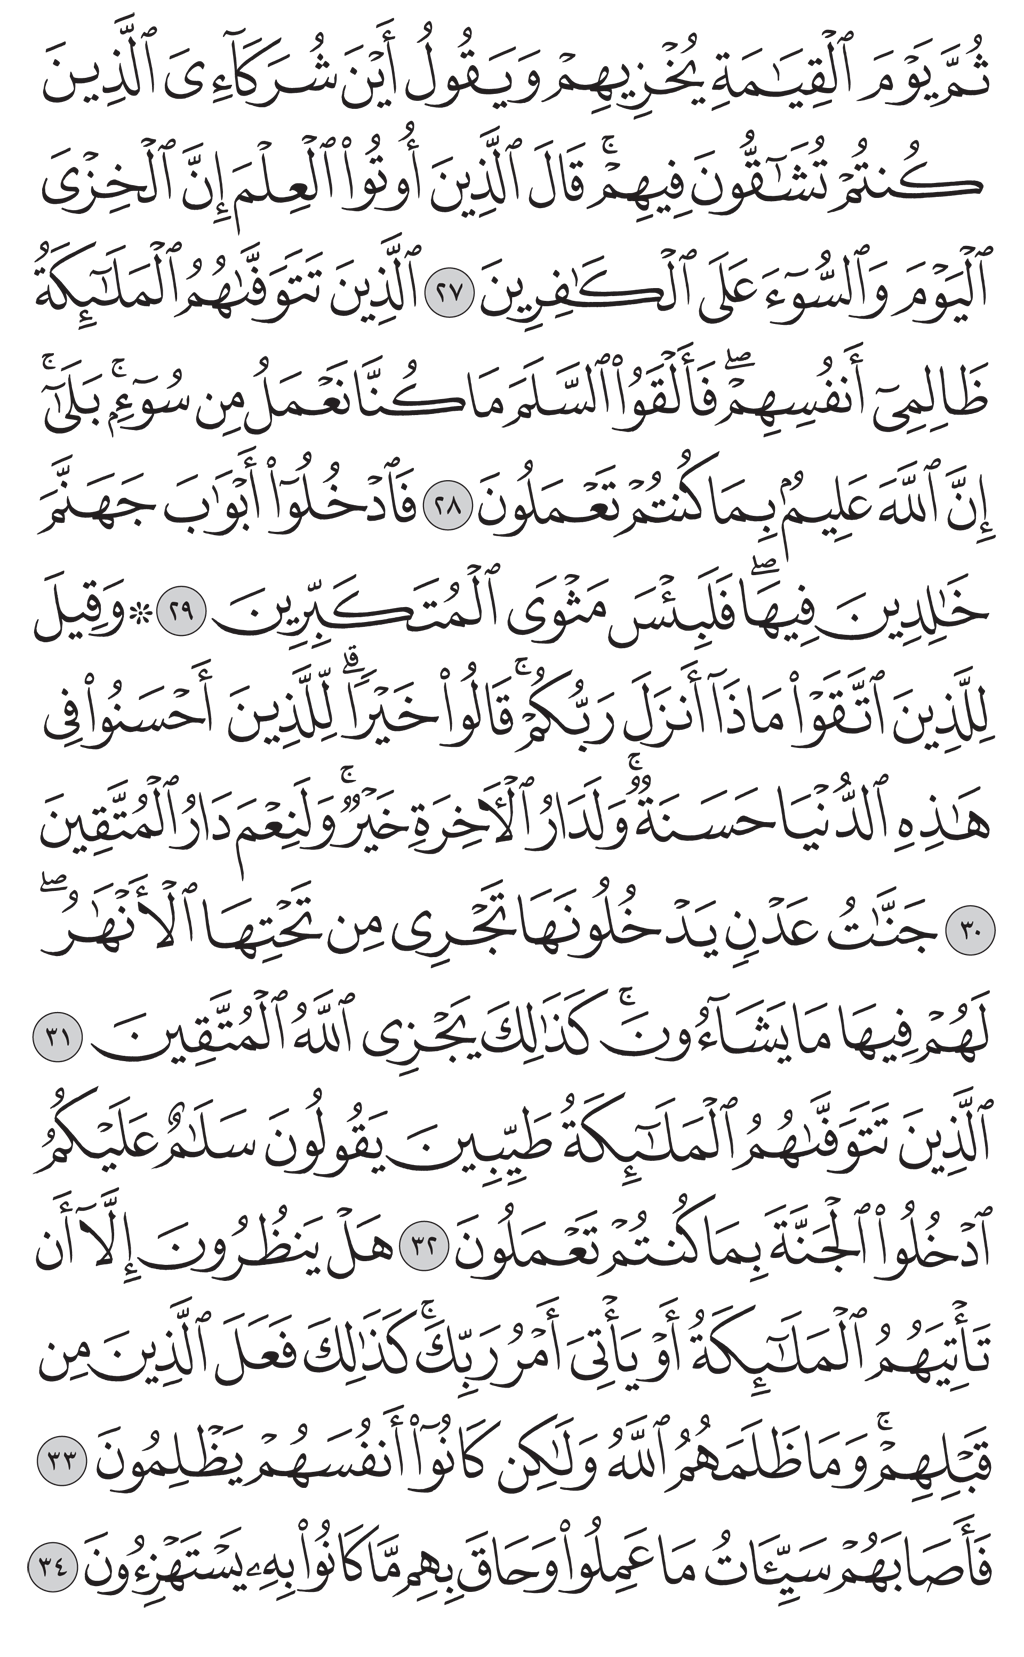 ثُمَّ يَوْمَ ٱلْقِيَٰمَةِ يُخْزِيهِمْ وَيَقُولُ أَيْنَ شُرَكَآءِىَ ٱلَّذِينَ
كُنتُمْ تُشَٰٓقُّونَ فِيهِمْ ۚ قَالَ ٱلَّذِينَ أُوتُوا۟ ٱلْعِلْمَ إِنَّ ٱلْخِزْىَ
ٱلْيَوْمَ وَٱلسُّوٓءَ عَلَى ٱلْكَٰفِرِينَ ٢٧ ٱلَّذِينَ تَتَوَفَّىٰهُمُ ٱلْمَلَٰٓئِكَةُ
ظَالِمِىٓ أَنفُسِهِمْ ۖ فَأَلْقَوُا۟ ٱلسَّلَمَ مَا كُنَّا نَعْمَلُ مِن سُوٓءٍۭ ۚ بَلَىٰٓ ۚ
إِنَّ ٱللَّهَ عَلِيمٌۢ بِمَا كُنتُمْ تَعْمَلُونَ ٢٨ فَٱدْخُلُوٓا۟ أَبْوَٰبَ جَهَنَّمَ
خَٰلِدِينَ فِيهَا ۖ فَلَبِئْسَ مَثْوَى ٱلْمُتَكَبِّرِينَ ٢٩ ۞ وَقِيلَ
لِلَّذِينَ ٱتَّقَوْا۟ مَاذَآ أَنزَلَ رَبُّكُمْ ۚ قَالُوا۟ خَيْرًا ۗ لِّلَّذِينَ أَحْسَنُوا۟ فِى
هَٰذِهِ ٱلدُّنْيَا حَسَنَةٌ ۚ وَلَدَارُ ٱلْءَاخِرَةِ خَيْرٌ ۚ وَلَنِعْمَ دَارُ ٱلْمُتَّقِينَ
٣٠ جَنَّٰتُ عَدْنٍ يَدْخُلُونَهَا تَجْرِى مِن تَحْتِهَا ٱلْأَنْهَٰرُ ۖ
لَهُمْ فِيهَا مَا يَشَآءُونَ ۚ كَذَٰلِكَ يَجْزِى ٱللَّهُ ٱلْمُتَّقِينَ ٣١
ٱلَّذِينَ تَتَوَفَّىٰهُمُ ٱلْمَلَٰٓئِكَةُ طَيِّبِينَ يَقُولُونَ سَلَٰمٌ عَلَيْكُمُ
ٱدْخُلُوا۟ ٱلْجَنَّةَ بِمَا كُنتُمْ تَعْمَلُونَ ٣٢ هَلْ يَنظُرُونَ إِلَّآ أَن
تَأْتِيَهُمُ ٱلْمَلَٰٓئِكَةُ أَوْ يَأْتِىَ أَمْرُ رَبِّكَ ۚ كَذَٰلِكَ فَعَلَ ٱلَّذِينَ مِن
قَبْلِهِمْ ۚ وَمَا ظَلَمَهُمُ ٱللَّهُ وَلَٰكِن كَانُوٓا۟ أَنفُسَهُمْ يَظْلِمُونَ ٣٣
فَأَصَابَهُمْ سَيِّـَٔاتُ مَا عَمِلُوا۟ وَحَاقَ بِهِم مَّا كَانُوا۟ بِهِۦ يَسْتَهْزِءُونَ ٣٤